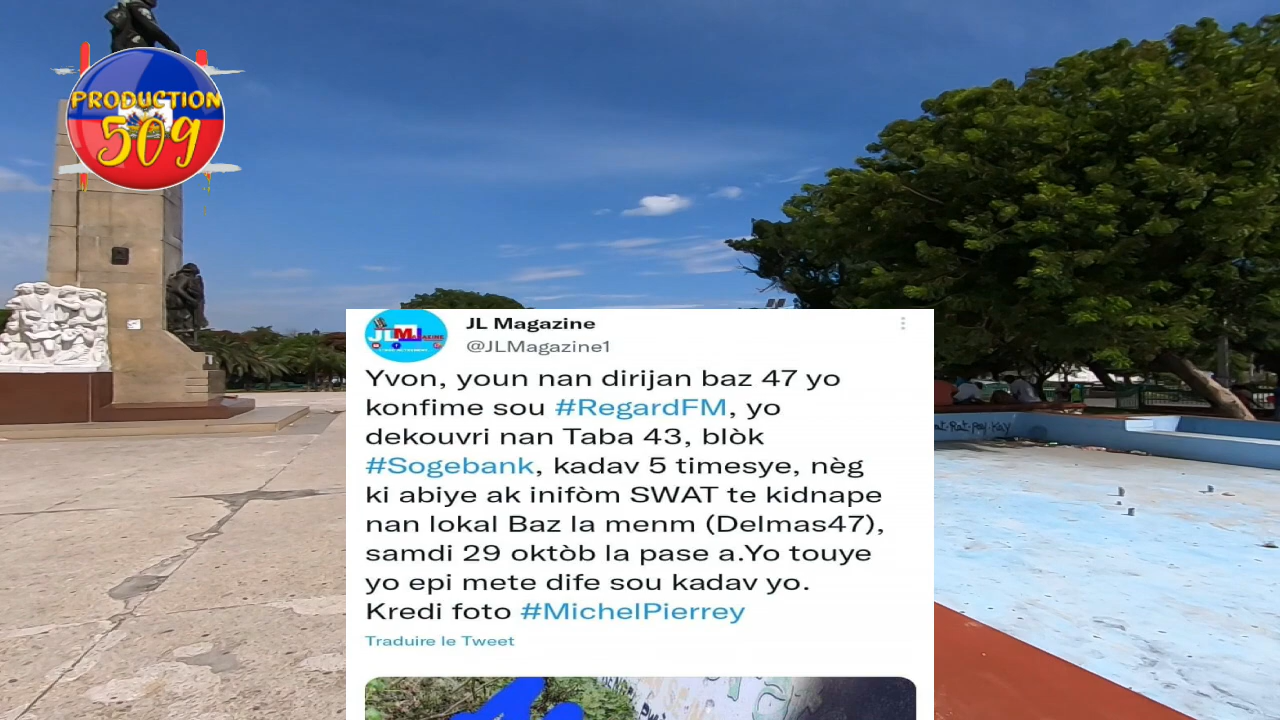 PRODUCTION
509
JL Magazine
@JLMagazine1
Yvon, youn nan dirijan baz 47 yo
konfime sou #RegardFM, yo
dekouvri nan Taba 43, blòk
#Sogebank, kadav 5 timesye, nèg
ki abiye ak inifòm SWAT te kidnape
nan lokal Baz la menm (Delmas47),
samdi 29 oktòb la pase a.Yo touye
yo epi mete dife sou kadav yo.
Kredi foto #MichelPierrey
Traduire le Tweet